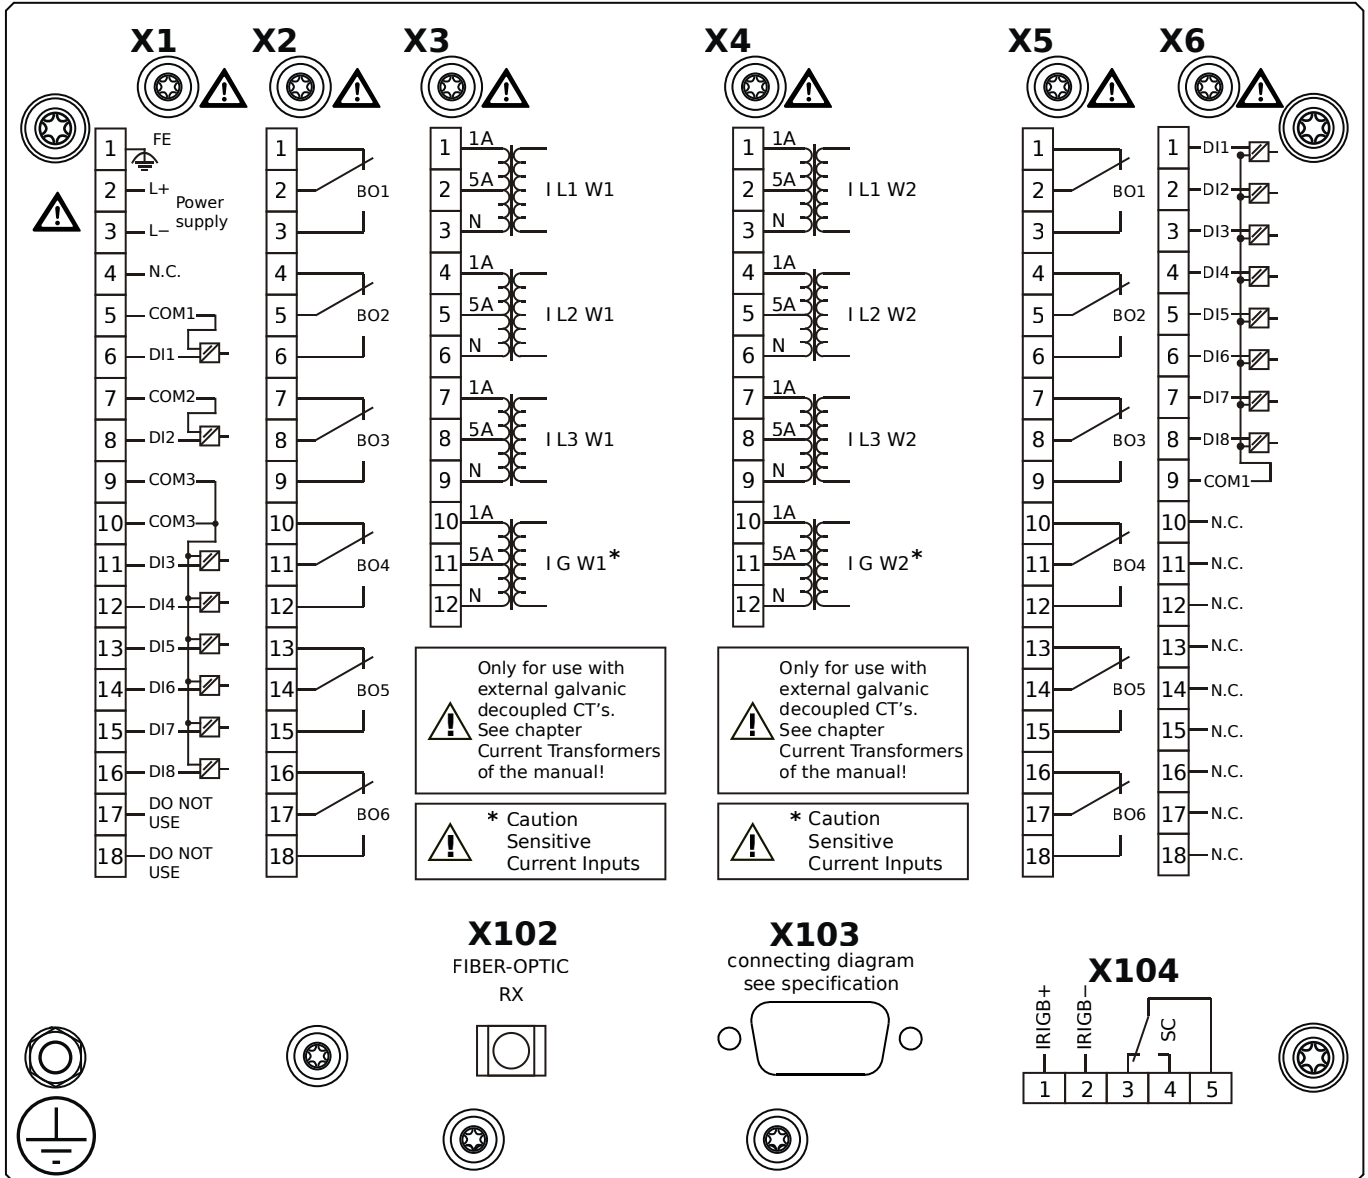 X1 X2 X3 X4 X5 X6
1 FE
2 L+
Power
supply
3 L−
4 N.C.
5 COM1
6 DI1
7 COM2
8 DI2
9 COM3
10 COM3
11 DI3
12 DI4
13 DI5
14 DI6
15 DI7
16 DI8
17 DO NOT
USE
18 DO NOT
USE
1
2 BO1
3
4
5 BO2
6
7
8 BO3
9
10
11 BO4
12
13
14 BO5
15
16
17 BO6
18
1 1A
2 5A I L1 W1
3 N
4 1A
5 5A I L2 W1
6 N
7 1A
8 5A I L3 W1
9 N
10 1A
11 5A I G W1*
12 N
Only for use with
external galvanic
decoupled CT’s.
See chapter
Current Transformers
of the manual!
* Caution
Sensitive
Current Inputs
1 1A
2 5A I L1 W2
3 N
4 1A
5 5A I L2 W2
6 N
7 1A
8 5A I L3 W2
9 N
10 1A
11 5A I G W2*
12 N
Only for use with
external galvanic
decoupled CT’s.
See chapter
Current Transformers
of the manual!
* Caution
Sensitive
Current Inputs
1
2 BO1
3
4
5 BO2
6
7
8 BO3
9
10
11 BO4
12
13
14 BO5
15
16
17 BO6
18
1 DI1
2 DI2
3 DI3
4 DI4
5 DI5
6 DI6
7 DI7
8 DI8
9 COM1
10 N.C.
11 N.C.
12 N.C.
13 N.C.
14 N.C.
15 N.C.
16 N.C.
17 N.C.
18 N.C.
X102
FIBER-OPTIC
RX
X103
connecting diagram
see specification
X104
IRIGB+
IRIGB−
SC
1 2 3 4 5